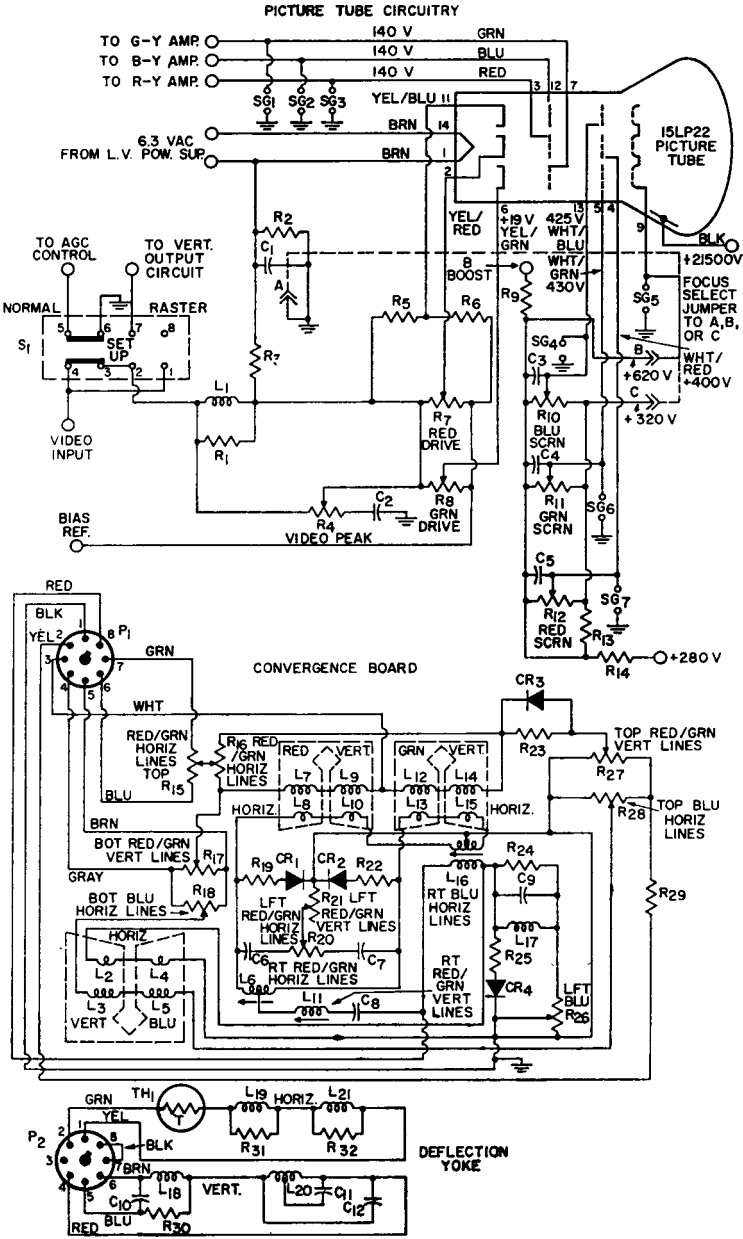 PICTURE TUBE CIRCUITRY
TO G-Y AMP. 140 V GRN
TO B-Y AMP. 140 V BLU
TO R-Y AMP. 140 V RED
3 12 7
SG1 SG2 SG3
YEL/BLU 11
15LP22
PICTURE
TUBE
BRN 14
6.3 VAC
FROM L.V. POW. SUP.
BRN 1
2
6 13 5 4 9
YEL/
RED
+19V
YEL/
GRN
425V
WHT/
BLU
WHT/
GRN
430V
BLK
+21500V
R2
C1
A
B
BOOST
R9
SG5
FOCUS
SELECT
JUMPER
TO A,B,
OR C
TO AGC
CONTROL
TO VERT.
OUTPUT
CIRCUIT
NORMAL RASTER
5 6 7 8
S1 SET
UP
4 3 2 1
VIDEO
INPUT
R5 R6
SG4
C3
B
+620 V
WHT/
RED
+400V
C
+320 V
R7
L1
R1
R7
RED
DRIVE
R10
BLU
SCRN
C4
R11
GRN
SCRN
SG6
R8
GRN
DRIVE
R4
C2
VIDEO PEAK
BIAS
REF.
C5
R12
RED
SCRN
SG7
R13
R14
+280 V
RED
BLK
YEL 2 1 8 P1
3 7 GRN
4 5 6
CONVERGENCE BOARD
WHT
CR3
R23
TOP RED/GRN
VERT LINES
R27
RED/GRN
HORIZ
LINES
TOP
R15
R16 RED
/GRN
HORIZ
LINES
RED VERT
L7 L9
L8 L10
GRN VERT
L12 L14
L13 L15
HORIZ HORIZ.
R28
TOP BLU
HORIZ
LINES
BLU
BRN
BOT RED/GRN
VERT LINES
R17
GRAY
R18
BOT BLU
HORIZ LINES
R19 CR1 CR2 R22
R21
LFT
RED/GRN
HORIZ
LINES
LFT
RED/GRN
VERT LINES
R20
C6 C7
RT RED/GRN
HORIZ LINES
L16
RT BLU
HORIZ
LINES
R24
C9
L17
R25
R29
HORIZ
L2 L4
L3 L5
VERT BLU
L6
L11
C8
RT
RED/
GRN
VERT
LINES
CR4
LFT
BLU
R26
GRN
TH1
T
L19 HORIZ. L21
R31 R32
YEL
P2
2 1 8
BLK
3 7
4 5 6
BRN
DEFLECTION
YOKE
C10
L18
R30
VERT.
L20
C11
C12
BLU
RED